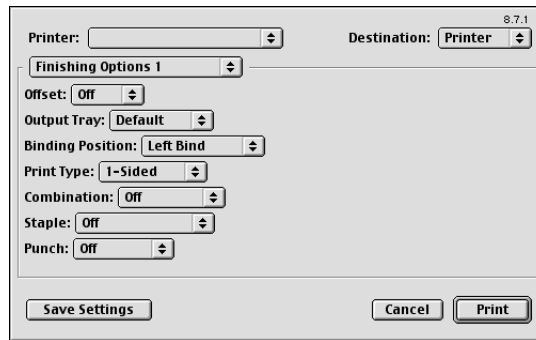 8.7.1
Printer: Destination: Printer
Finishing Options 1
Offset: Off
Output Tray: Default
Binding Position: Left Bind
Print Type: 1-Sided
Combination: Off
Staple: Off
Punch: Off
Save Settings Cancel Print